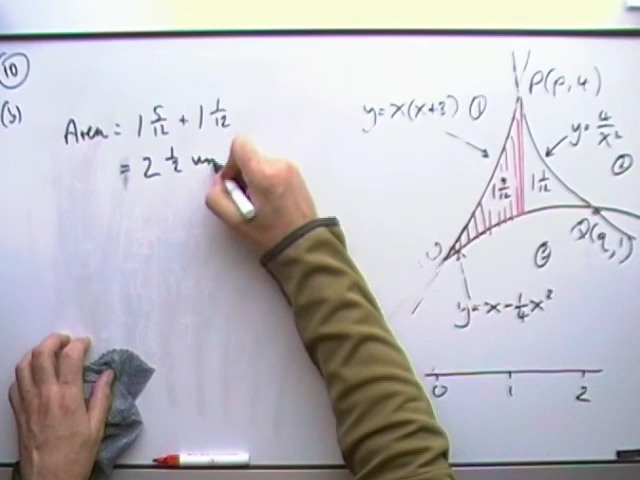 10
(b)
Area = 1 5/12 + 1 1/12
= 2 1/2 un
y = x(x+3) ①
P(p, 4)
y = 4/x²
②
1 5/12
1 1/12
O
Q(q, 1)
③
y = x - 1/4 x²
0 1 2